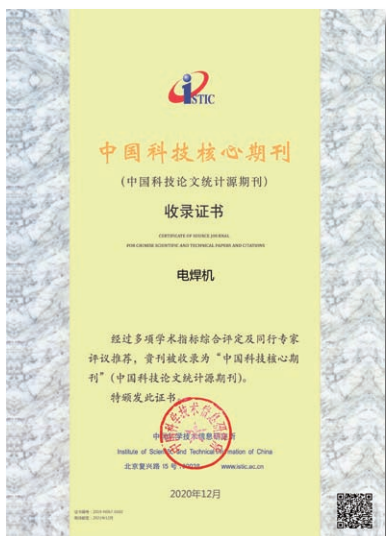 iSTIC
中国科技核心期刊
(中国科技论文统计源期刊)
收录证书
CERTIFICATE OF SOURCE JOURNAL
FOR CHINESE SCIENTIFIC AND TECHNICAL PAPERS AND CITATIONS
电焊机
经过多项学术指标综合评定及同行专家
评议推荐，贵刊被收录为“中国科技核心期
刊”(中国科技论文统计源期刊)。
特颁发此证书。
中国科学技术信息研究所
Institute of Scientific and Technical Information of China
北京复兴路 15 号 100038 www.istic.ac.cn
2020年12月